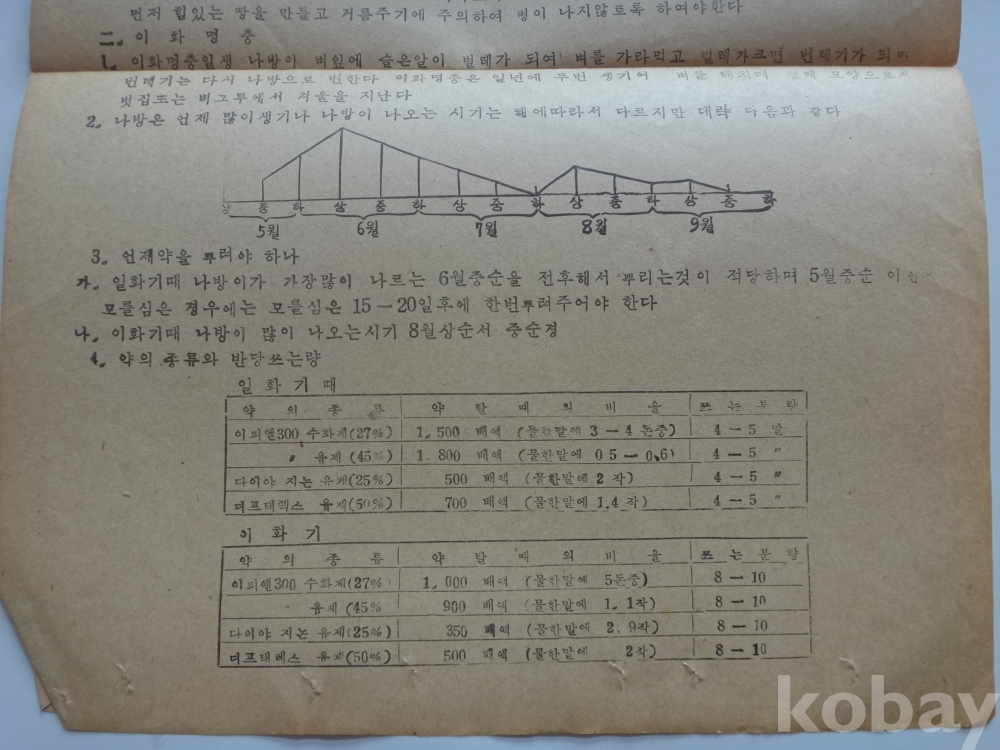 먼저 힘있는 땅을 만들고 거름주기에 주의하여 병이 나지않토록 하여야한다
二. 이 화 명 충
1. 이화명충일생 나방이 벼잎에 슬은알이 벌레가 되여 벼를 가라먹고 벌레가크면 번데기가 되며
번데기는 다시 나방으로 변한다 이화명충은 일년에 두번 생기어 벼를 해치며 벌레 모양으로서
볏집또는 벼그루에서 겨울을 지난다
2. 나방은 언제 많이생기나 나방이 나오는 시기는 해에따라서 다르지만 대략 다음과 같다
상 중 하 상 중 하 상 중 하 상 중 하 상 중 하
5월 6월 7월 8월 9월
3. 언제약을 뿌려야 하나
가. 일화기때 나방이가 가장많이 나르는 6월중순을 전후해서 뿌리는것이 적당하며 5월중순 이전
모를심은 경우에는 모를심은 15-20일후에 한번뿌려주어야 한다
나. 이화기때 나방이 많이 나오는시기 8월상순서 중순경
4. 약의 종류와 반당쓰는량
일화기때
약 의 종 류 약 탈 때 의 비 율 쓰 는 분 량
이피엔300 수화제(27%) 1.500 배액 (물한말에 3-4 돈중) 4-5 말
〃 유제(45%) 1.800 배액 (물한말에 05-0.6) 4-5 〃
다이야 지논 유제(25%) 500 배액 (물한말에 2 작) 4-5 〃
더프태렉스 유제(50%) 700 배액 (물한말에 1.4 작) 4-5 〃
이 화 기
약 의 종 류 약 탈 때 의 비 율 쓰 는 분 량
이피엔300 수화제(27% 1.000 배액 (물한말에 5돈중) 8-10
〃 유제(45% 900 배액 (물한말에 1.1작) 8-10
다이야 지논 유제(25%) 350 배액 (물한말에 2.9작) 8-10
더프태레스 유제(50%) 500 배액 (물한말에 2작) 8-10
kobay